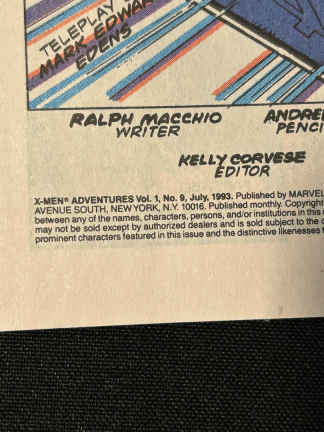 TELEPLAY
MARK EDWAR
EDENS
RALPH MACCHIO
WRITER
ANDRE
PENCI
KELLY CORVESE
EDITOR
X-MEN® ADVENTURES Vol. 1, No. 9, July, 1993. Published by MARVEL
AVENUE SOUTH, NEW YORK, N.Y. 10016. Published monthly. Copyright
between any of the names, characters, persons, and/or institutions in this
may not be sold except by authorized dealers and is sold subject to the
prominent characters featured in this issue and the distinctive likenesses